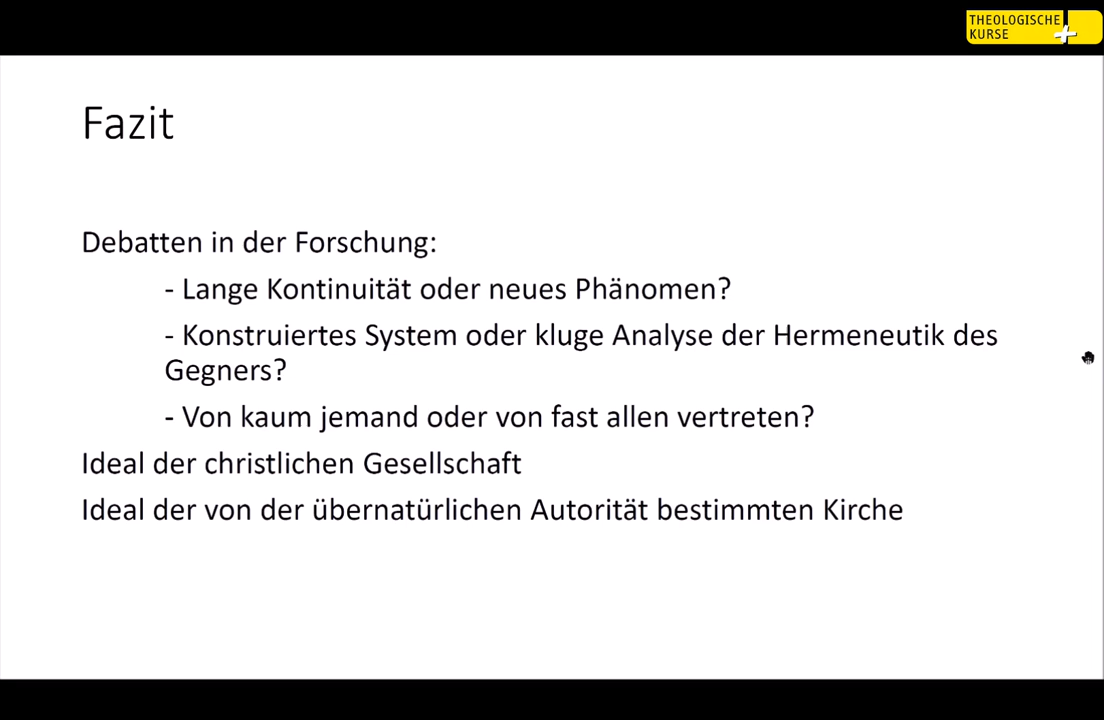 THEOLOGISCHE
KURSE
Fazit
Debatten in der Forschung:
- Lange Kontinuität oder neues Phänomen?
- Konstruiertes System oder kluge Analyse der Hermeneutik des
Gegners?
- Von kaum jemand oder von fast allen vertreten?
Ideal der christlichen Gesellschaft
Ideal der von der übernatürlichen Autorität bestimmten Kirche